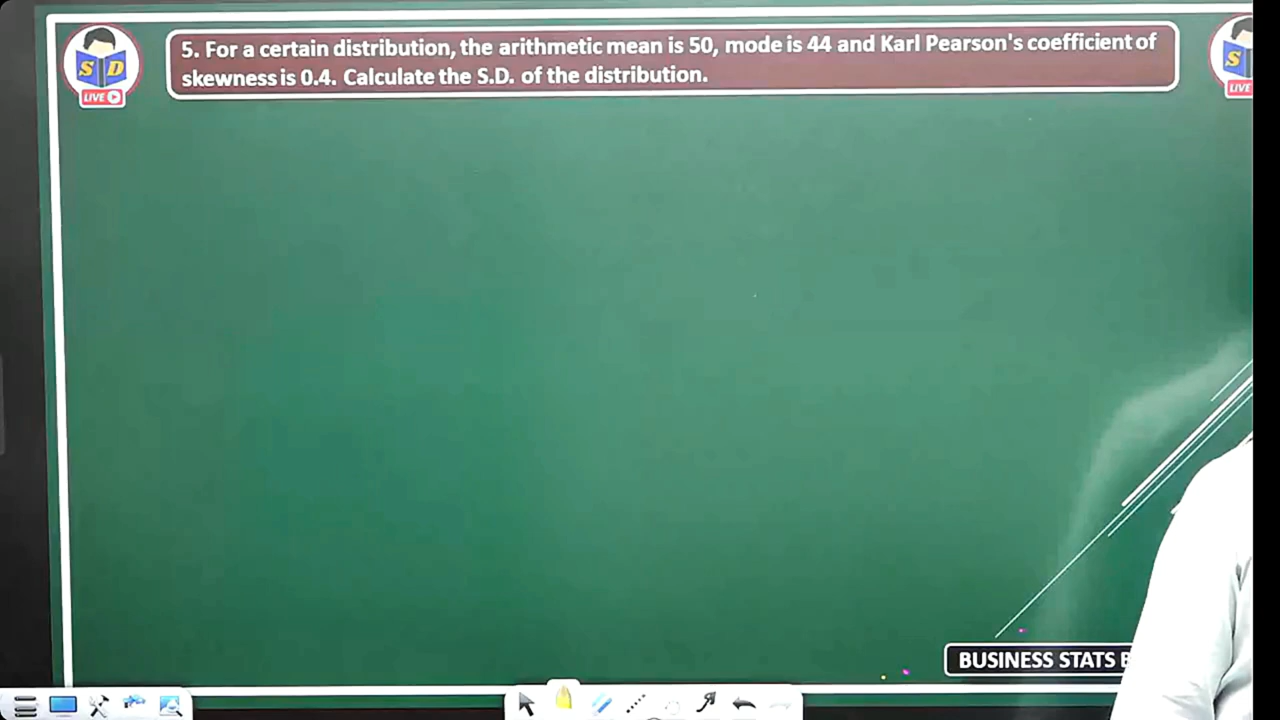 5. For a certain distribution, the arithmetic mean is 50, mode is 44 and Karl Pearson's coefficient of
skewness is 0.4. Calculate the S.D. of the distribution.
S D
LIVE
S
LIVE
BUSINESS STATS